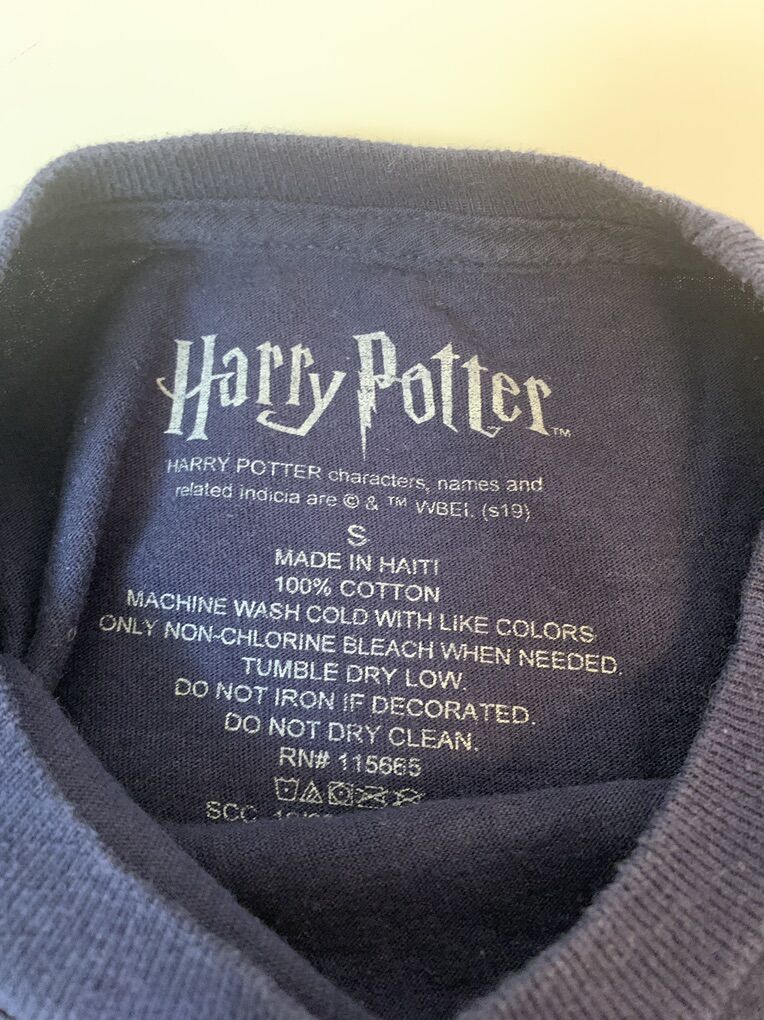 Harry Potter™
HARRY POTTER characters, names and
related indicia are © & ™ WBEI. (s19)
S
MADE IN HAITI
100% COTTON
MACHINE WASH COLD WITH LIKE COLORS
ONLY NON-CHLORINE BLEACH WHEN NEEDED.
TUMBLE DRY LOW.
DO NOT IRON IF DECORATED.
DO NOT DRY CLEAN.
RN# 115665
SCC